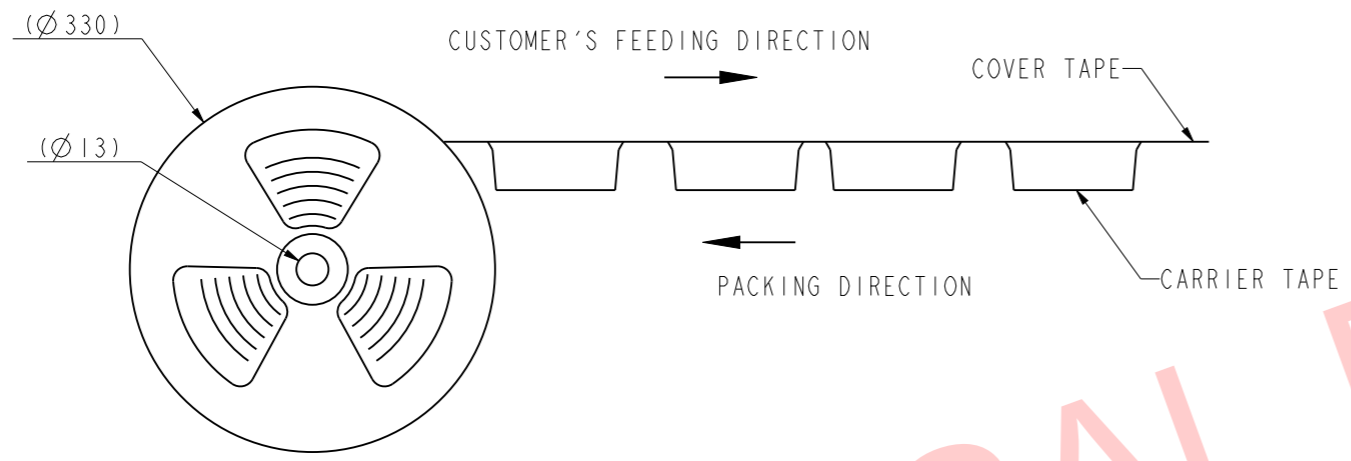 (Ø330)
CUSTOMER'S FEEDING DIRECTION
COVER TAPE
(Ø13)
PACKING DIRECTION
CARRIER TAPE